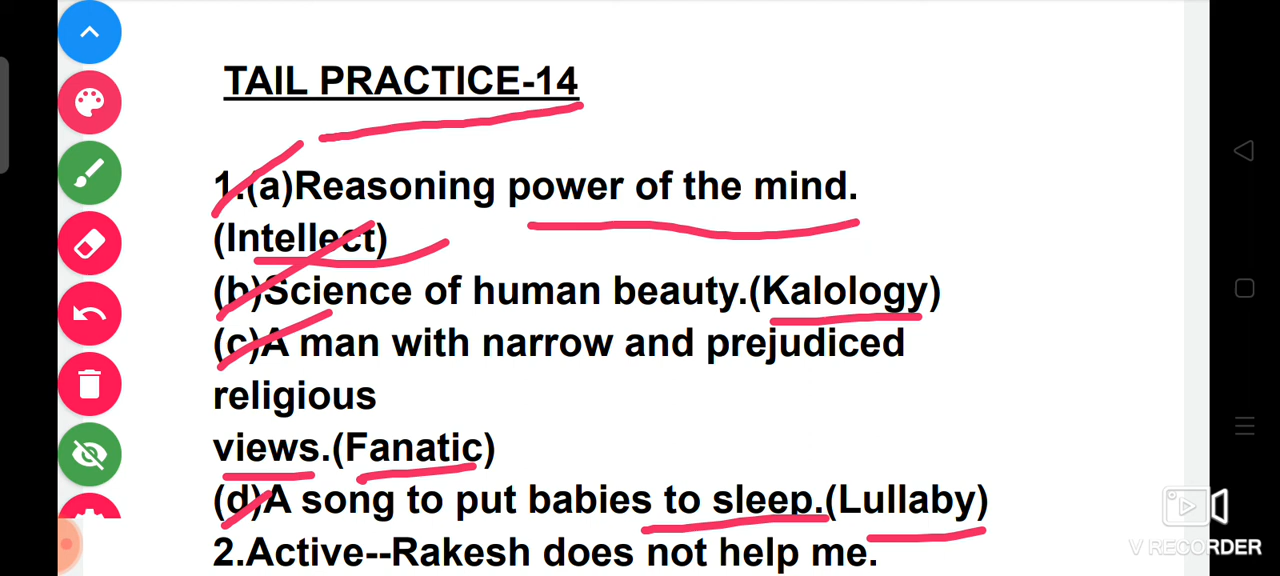 TAIL PRACTICE-14
1.(a)Reasoning power of the mind.
(Intellect)
(b)Science of human beauty.(Kalology)
(c)A man with narrow and prejudiced
religious
views.(Fanatic)
(d)A song to put babies to sleep.(Lullaby)
2.Active--Rakesh does not help me.
V RECORDER